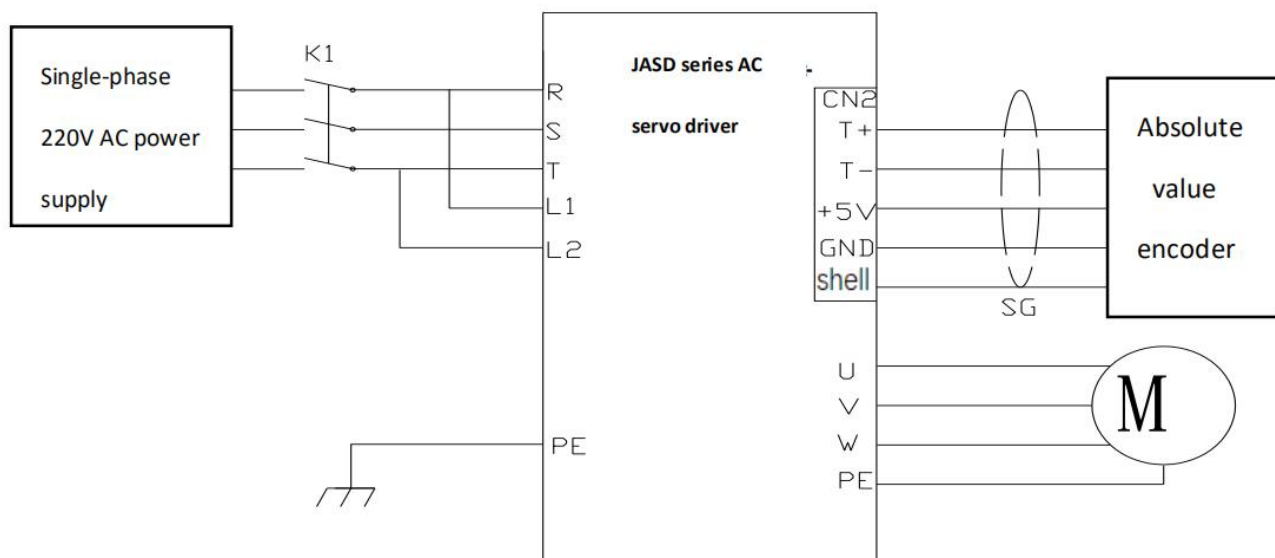 Single-phase
220V AC power
supply
K1
R
S
T
L1
L2
PE
JASD series AC
servo driver
CN2
T+
T-
+5V
GND
shell
SG
Absolute
value
encoder
U
V
W
PE
M